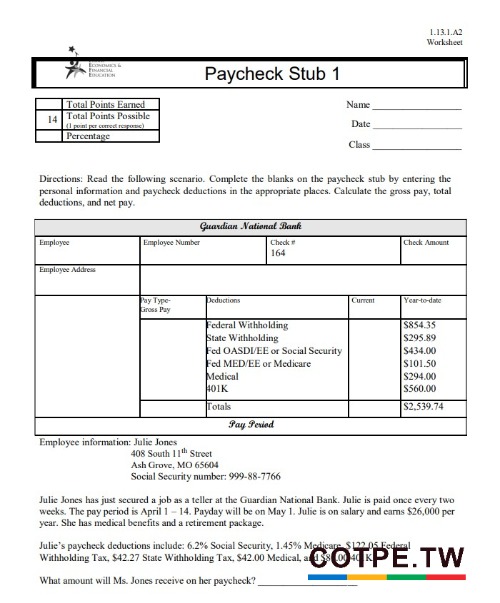 1.13.1.A2
Worksheet
ECONOMICS &
FINANCIAL
EDUCATION
Paycheck Stub 1
Total Points Earned
14 Total Points Possible
(1 point per correct response)
Percentage
Name
Date
Class
Directions: Read the following scenario. Complete the blanks on the paycheck stub by entering the
personal information and paycheck deductions in the appropriate places. Calculate the gross pay, total
deductions, and net pay.
Guardian National Bank
Employee Employee Number Check # Check Amount
164
Employee Address
Pay Type- Deductions Current Year-to-date
Gross Pay
Federal Withholding $854.35
State Withholding $295.89
Fed OASDI/EE or Social Security $434.00
Fed MED/EE or Medicare $101.50
Medical $294.00
401K $560.00
Totals $2,539.74
Pay Period
Employee information: Julie Jones
408 South 11th Street
Ash Grove, MO 65604
Social Security number: 999-88-7766
Julie Jones has just secured a job as a teller at the Guardian National Bank. Julie is paid once every two
weeks. The pay period is April 1 – 14. Payday will be on May 1. Julie is on salary and earns $26,000 per
year. She has medical benefits and a retirement package.
Julie's paycheck deductions include: 6.2% Social Security, 1.45% Medicare, $122.05 Federal
Withholding Tax, $42.27 State Withholding Tax, $42.00 Medical, and
COTPE.TW
What amount will Ms. Jones receive on her paycheck?